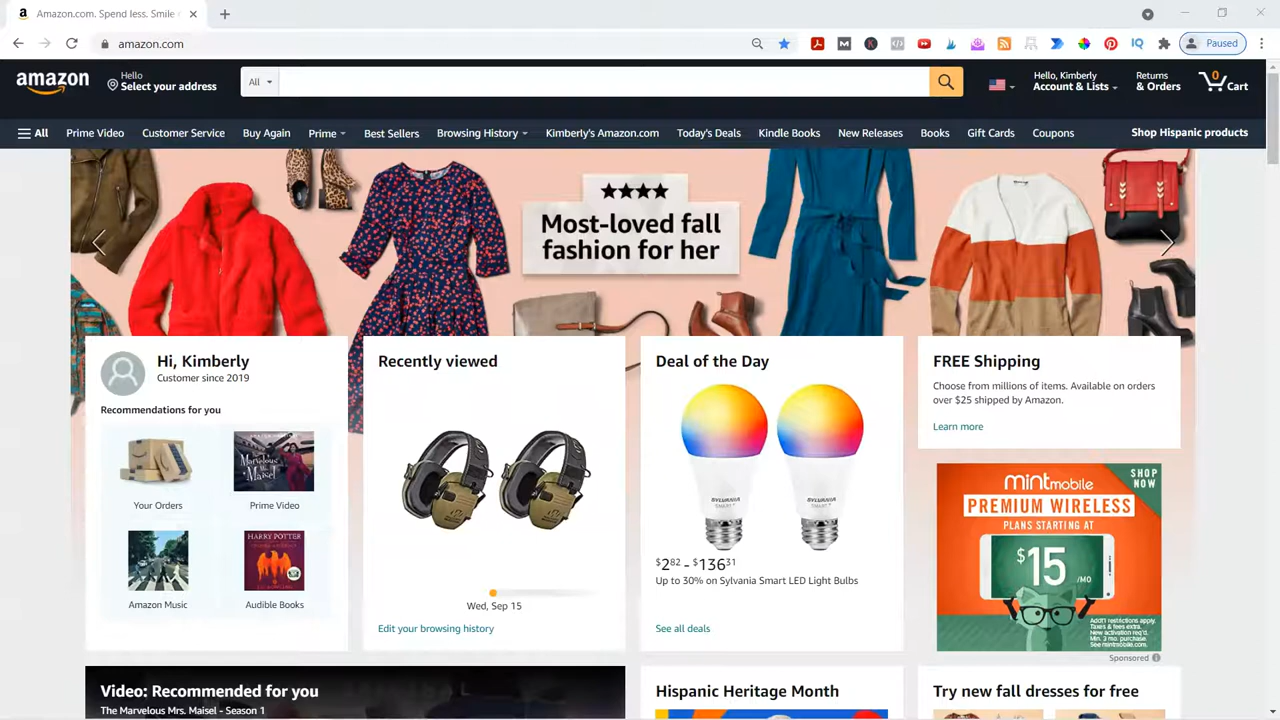 Amazon.com. Spend less. Smile
amazon.com
Paused
amazon
Hello
Select your address
All
Hello, Kimberly
Account & Lists
Returns
& Orders
0
Cart
All
Prime Video
Customer Service
Buy Again
Prime
Best Sellers
Browsing History
Kimberly's Amazon.com
Today's Deals
Kindle Books
New Releases
Books
Gift Cards
Coupons
Shop Hispanic products
Most-loved fall
fashion for her
Hi, Kimberly
Customer since 2019
Recommendations for you
Your Orders
Prime Video
Amazon Music
Audible Books
HARRY POTTER
Recently viewed
Wed, Sep 15
Edit your browsing history
Deal of the Day
SYLVANIA
SMART+
SYLVANIA
SMART+
$282 - $13631
Up to 30% on Sylvania Smart LED Light Bulbs
See all deals
FREE Shipping
Choose from millions of items. Available on orders
over $25 shipped by Amazon.
Learn more
mintmobile
SHOP
NOW
PREMIUM WIRELESS
PLANS STARTING AT
$15
/MO
Add'l restrictions apply.
Taxes & fees extra.
New activation req'd.
Min. 3 mo. purchase.
See mintmobile.com.
Sponsored
Video: Recommended for you
The Marvelous Mrs. Maisel - Season 1
Hispanic Heritage Month
Try new fall dresses for free